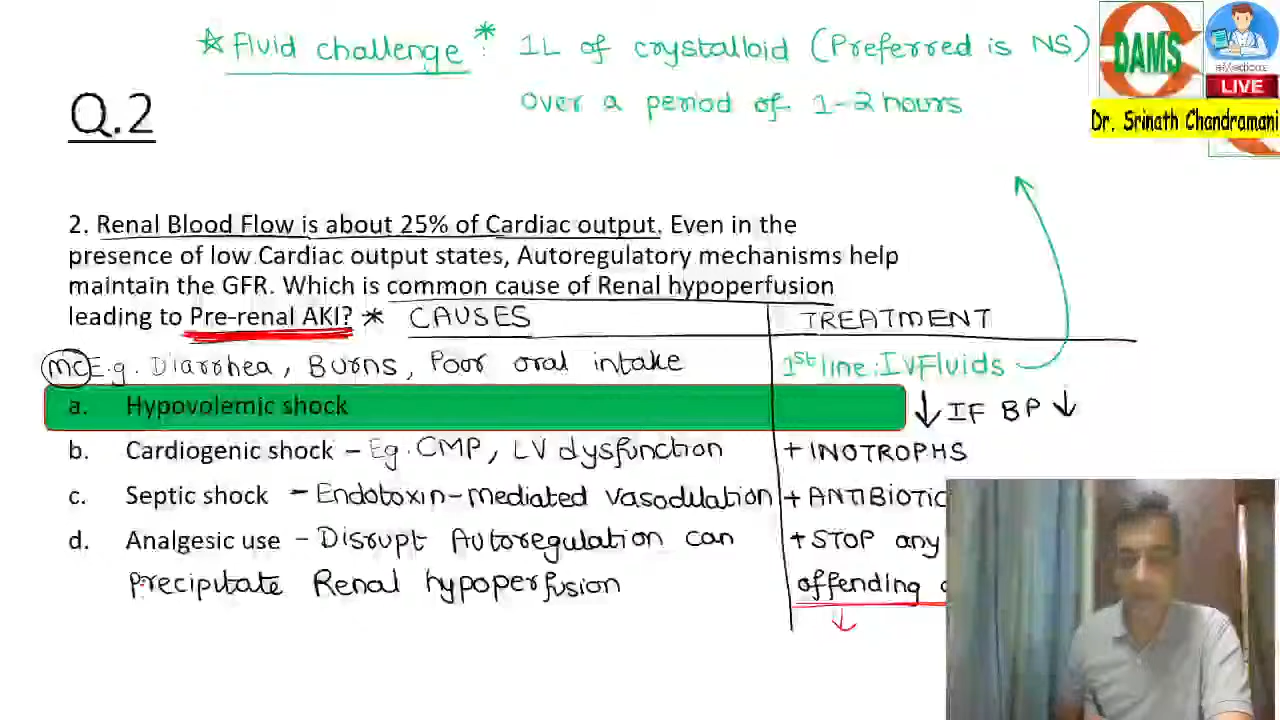 ☆ Fluid challenge * : 1L of crystalloid (Preferred is NS)
over a period of 1-2 hours
DAMS
LIVE
Dr. Srinath Chandramani
Q.2
2. Renal Blood Flow is about 25% of Cardiac output. Even in the
presence of low Cardiac output states, Autoregulatory mechanisms help
maintain the GFR. Which is common cause of Renal hypoperfusion
leading to Pre-renal AKI? * CAUSES TREATMENT
MC E.g. Diarrhea, Burns, Poor oral intake 1st line: IV Fluids
a. Hypovolemic shock ↓ IF BP ↓
b. Cardiogenic shock – Eg. CMP, LV dysfunction + INOTROPHS
c. Septic shock – Endotoxin-mediated vasodilation + ANTIBIOTIC
d. Analgesic use – Disrupt Autoregulation can + STOP any
Precipitate Renal hypoperfusion offending
↓